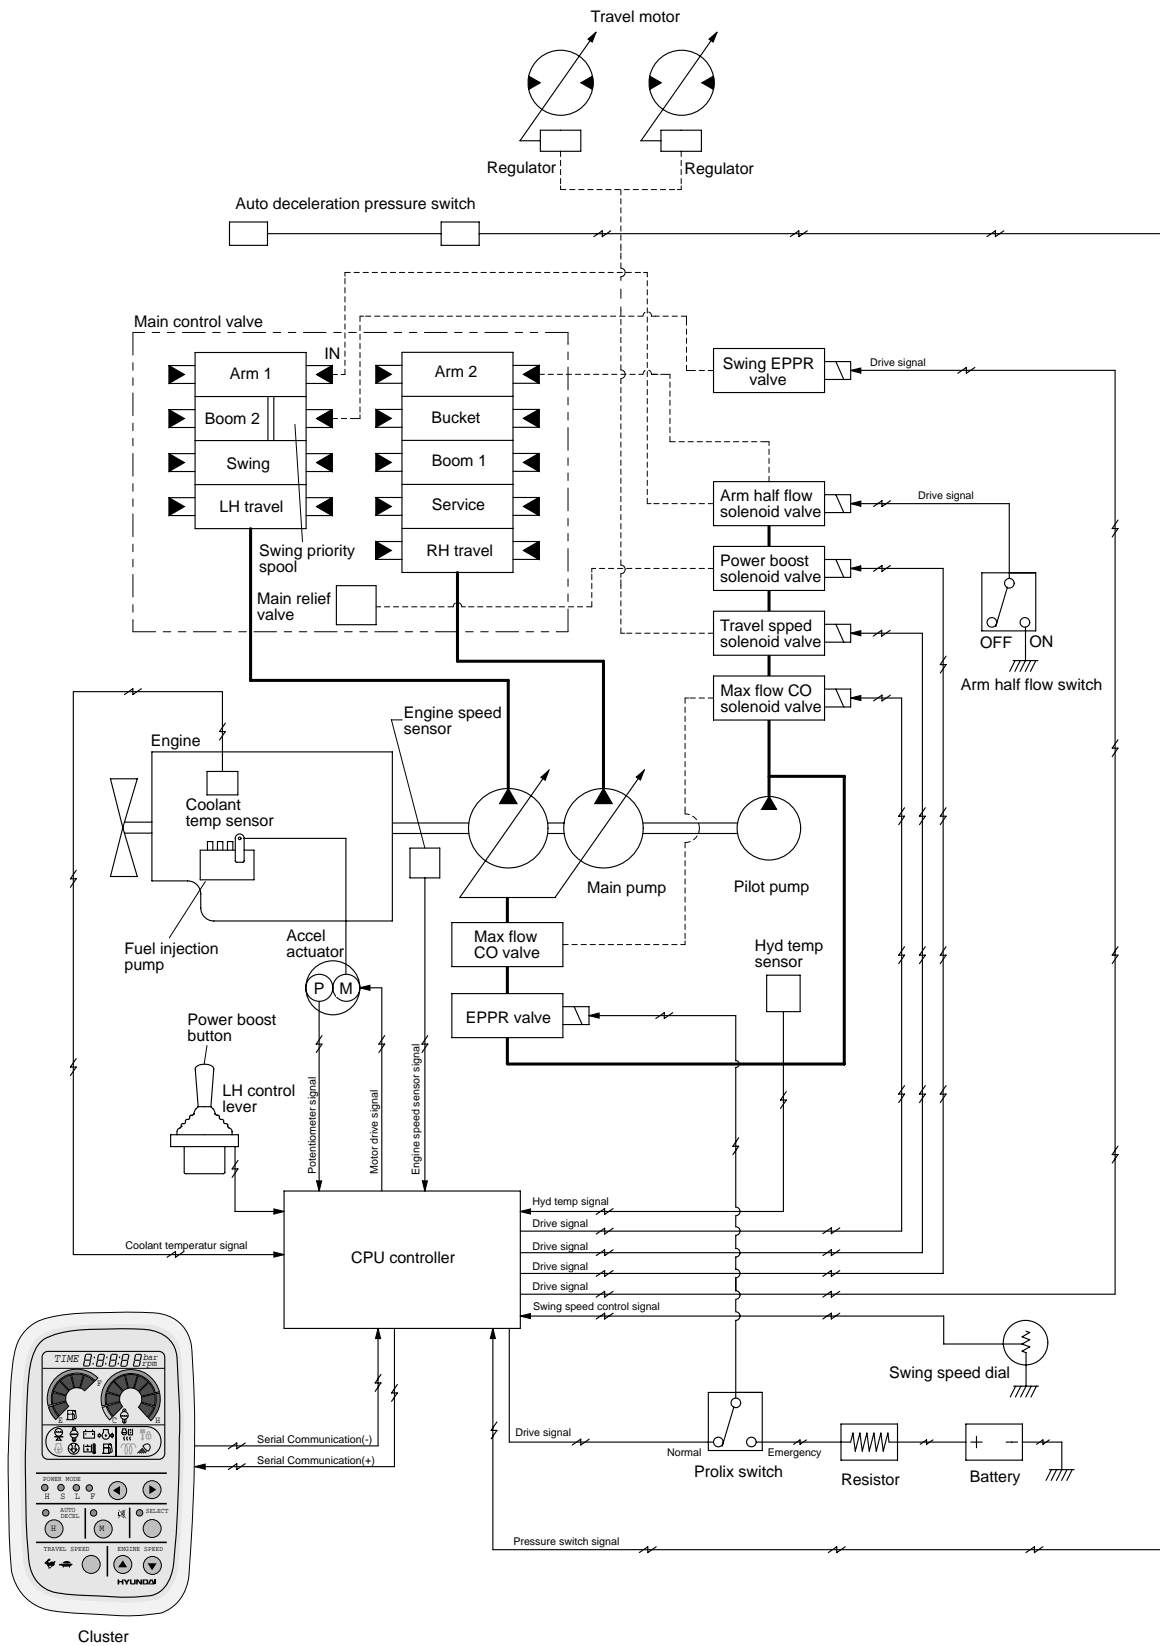 Travel motor
Regulator
Regulator
Auto deceleration pressure switch
Main control valve
IN
Arm 1
Boom 2
Swing
LH travel
Swing priority
spool
Main relief
valve
Arm 2
Bucket
Boom 1
Service
RH travel
Swing EPPR
valve
Drive signal
Arm half flow
solenoid valve
Drive signal
Power boost
solenoid valve
Travel spped
solenoid valve
Max flow CO
solenoid valve
OFF
ON
Arm half flow switch
Engine speed
sensor
Engine
Coolant
temp sensor
Fuel injection
pump
Accel
actuator
P
M
Main pump
Pilot pump
Max flow
CO valve
EPPR valve
Hyd temp
sensor
Power boost
button
LH control
lever
Potentiometer signal
Motor drive signal
Engine speed sensor signal
Coolant temperatur signal
CPU controller
Hyd temp signal
Drive signal
Drive signal
Drive signal
Drive signal
Swing speed control signal
Swing speed dial
Drive signal
Normal
Emergency
Prolix switch
Resistor
+ -
Battery
Serial Communication(-)
Serial Communication(+)
Pressure switch signal
TIME 8:8:8:8:8 bar
rpm
F
E
C
H
POWER MODE
H S L F
AUTO
DECEL
SELECT
H
M
TRAVEL SPEED
ENGINE SPEED
HYUNDAI
Cluster